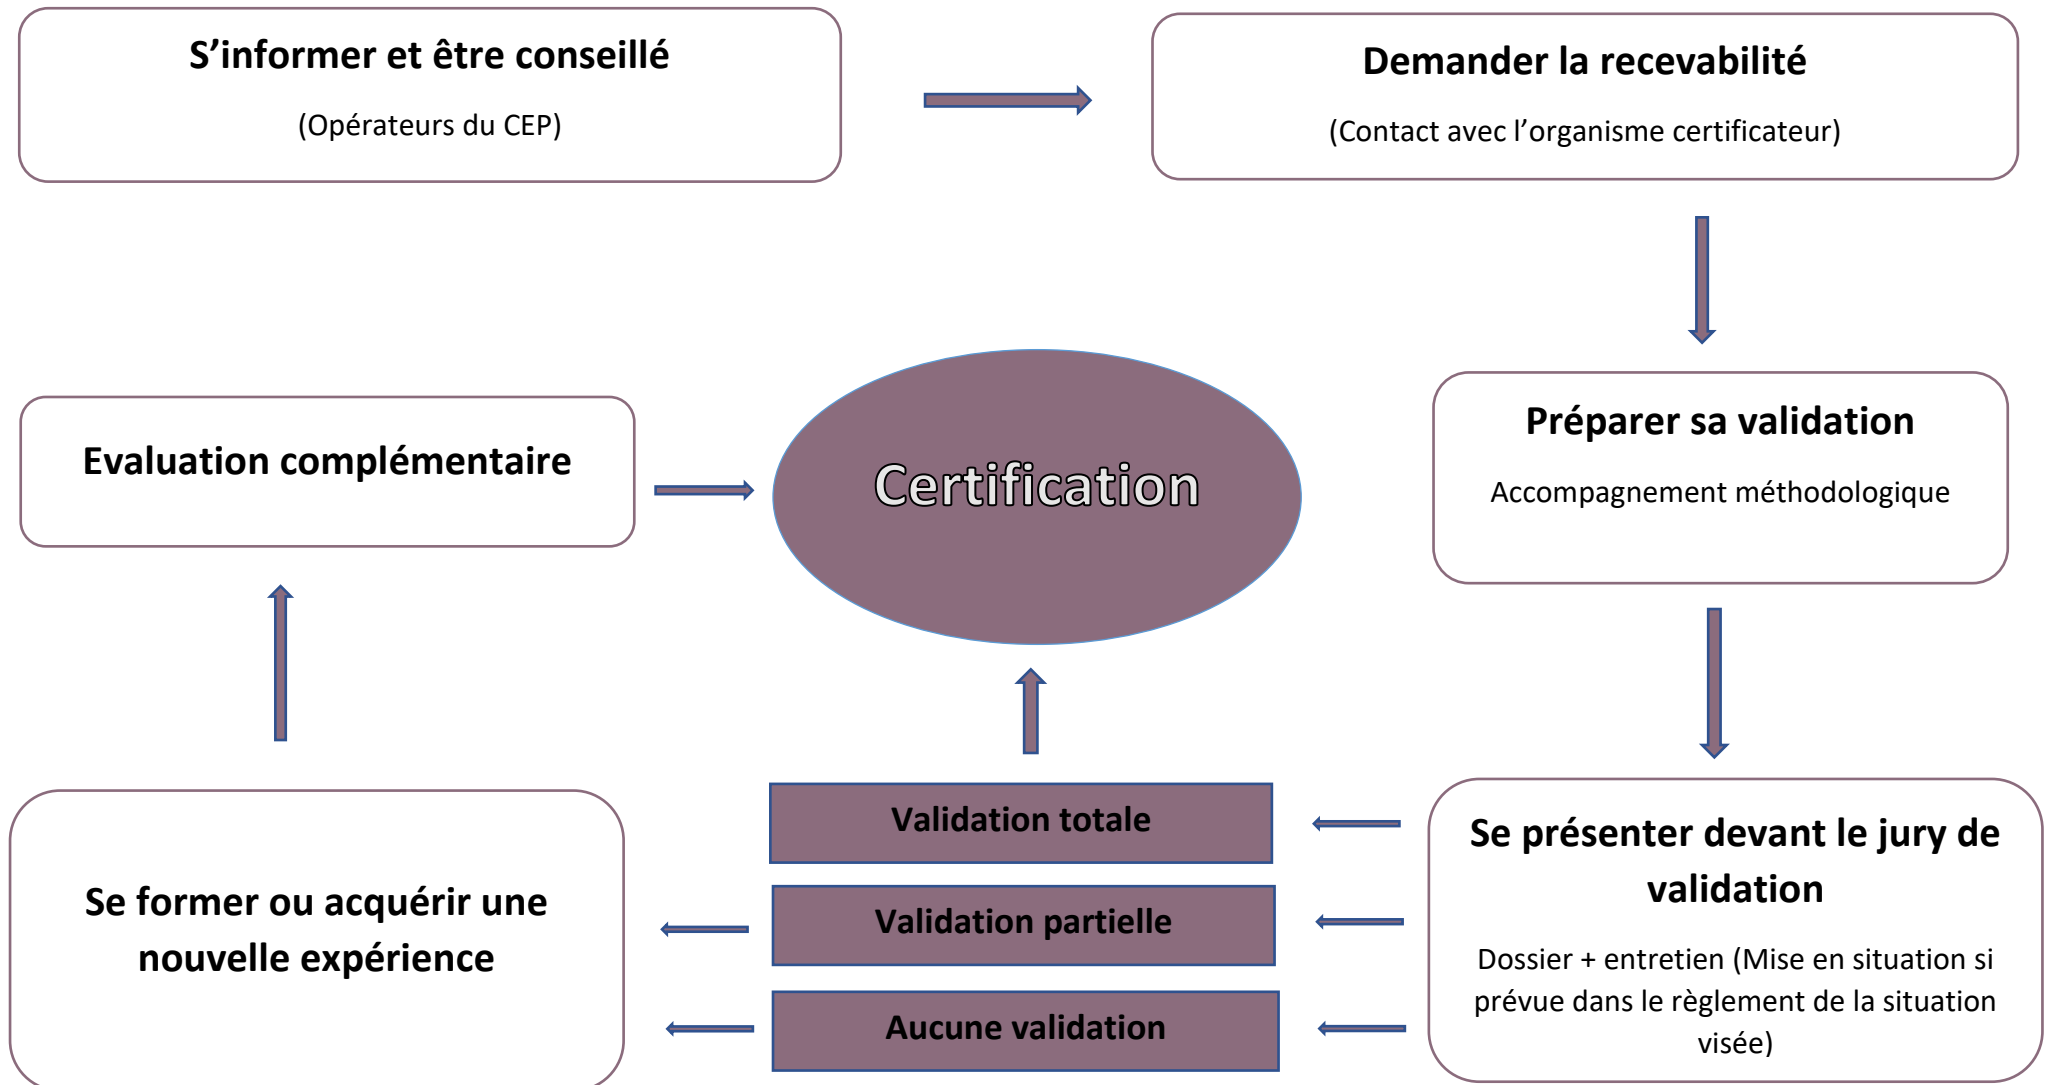 S’informer et être conseillé
(Opérateurs du CEP)
Demander la recevabilité
(Contact avec l’organisme certificateur)
Préparer sa validation
Accompagnement méthodologique
Se présenter devant le jury de
validation
Dossier + entretien (Mise en situation si
prévue dans le règlement de la situation
visée)
Validation totale
Validation partielle
Aucune validation
Se former ou acquérir une
nouvelle expérience
Evaluation complémentaire
Certification